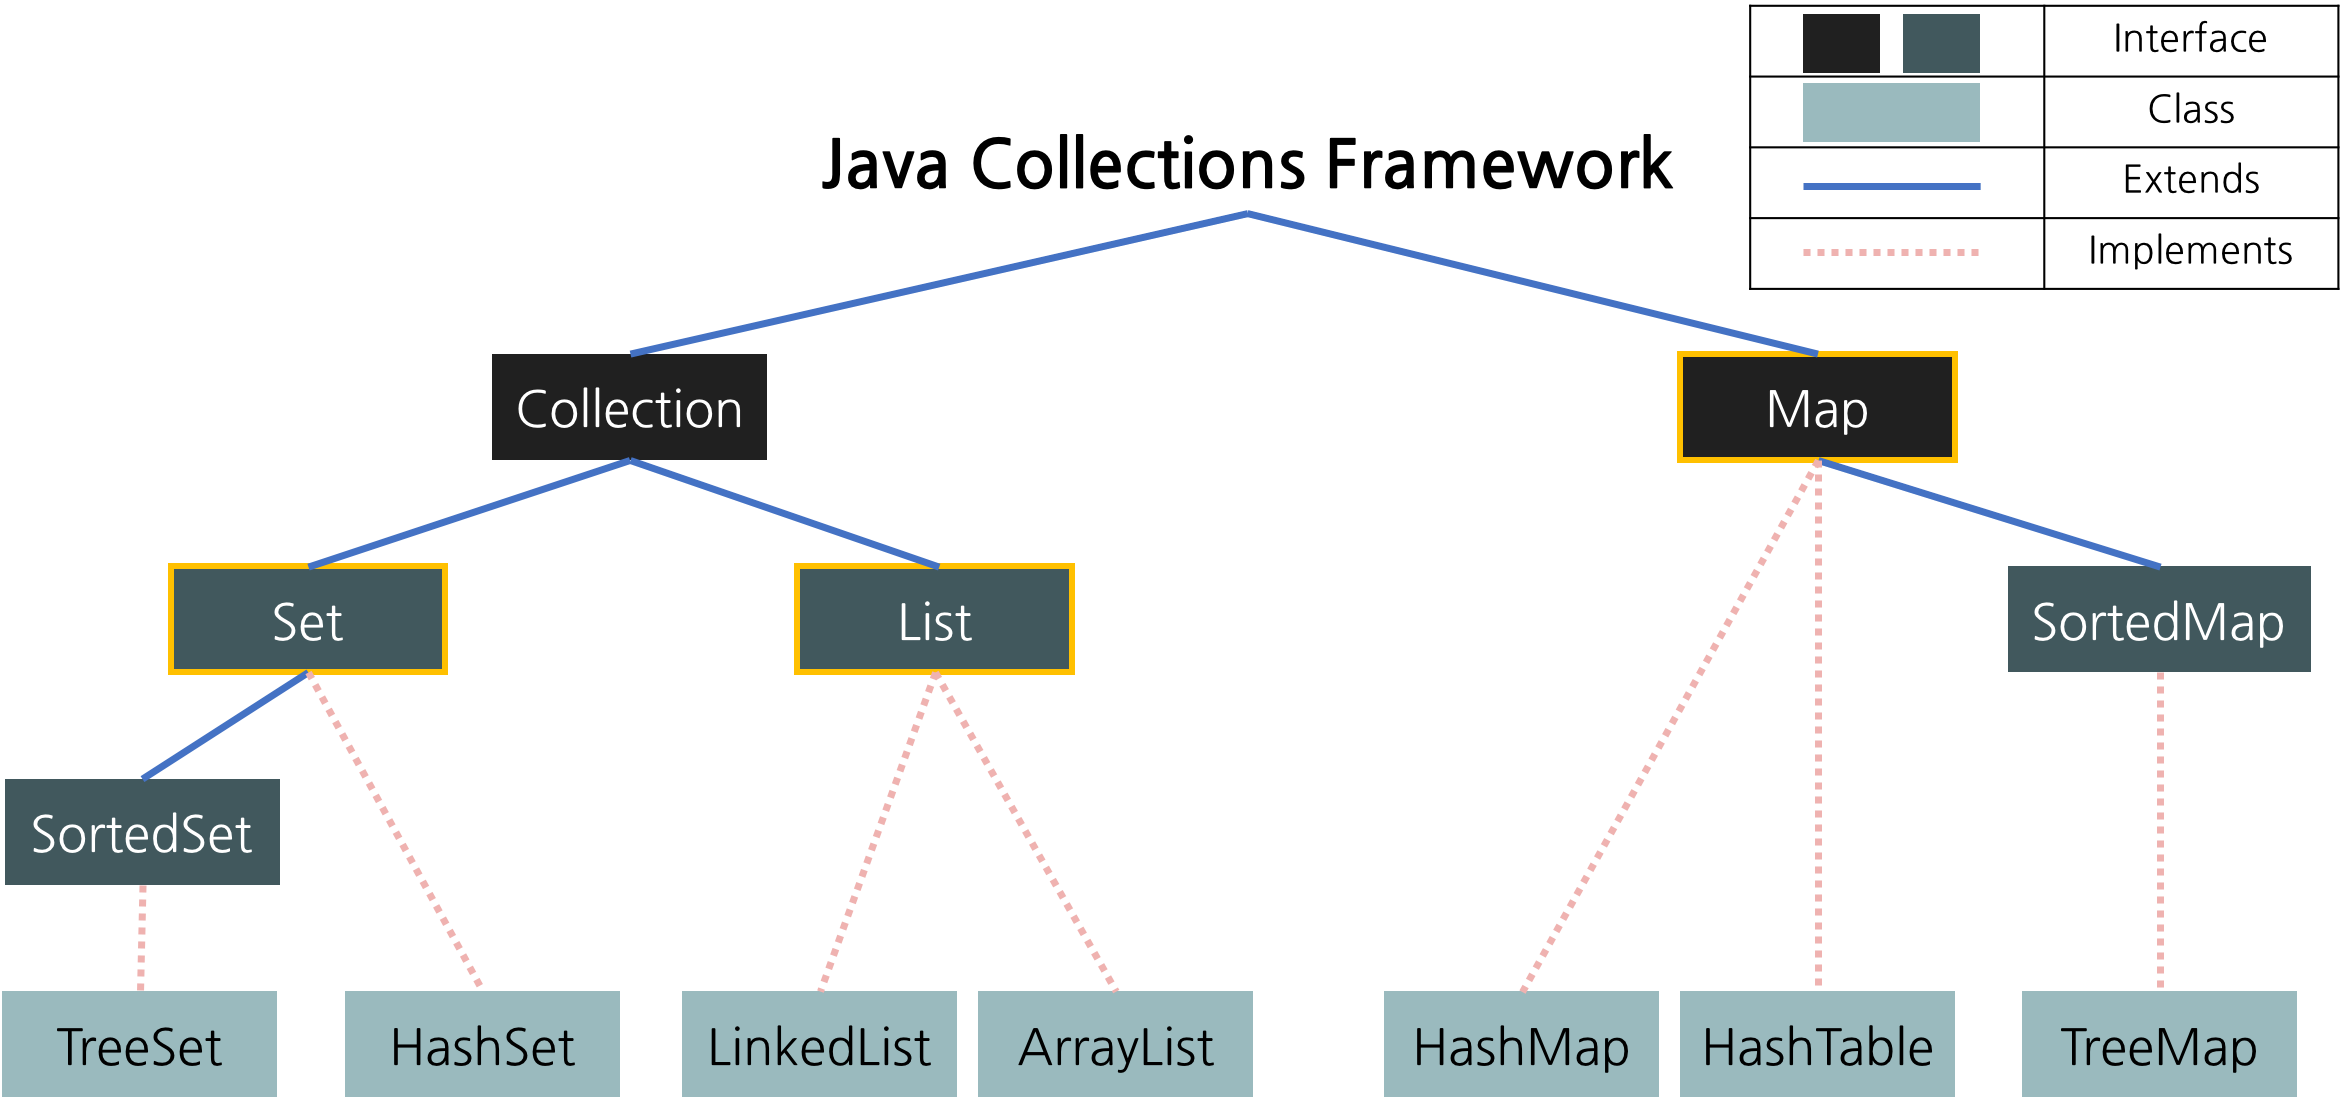 Interface
Class
Extends
Implements
Java Collections Framework
Collection
Map
Set
List
SortedMap
SortedSet
TreeSet
HashSet
LinkedList
ArrayList
HashMap
HashTable
TreeMap